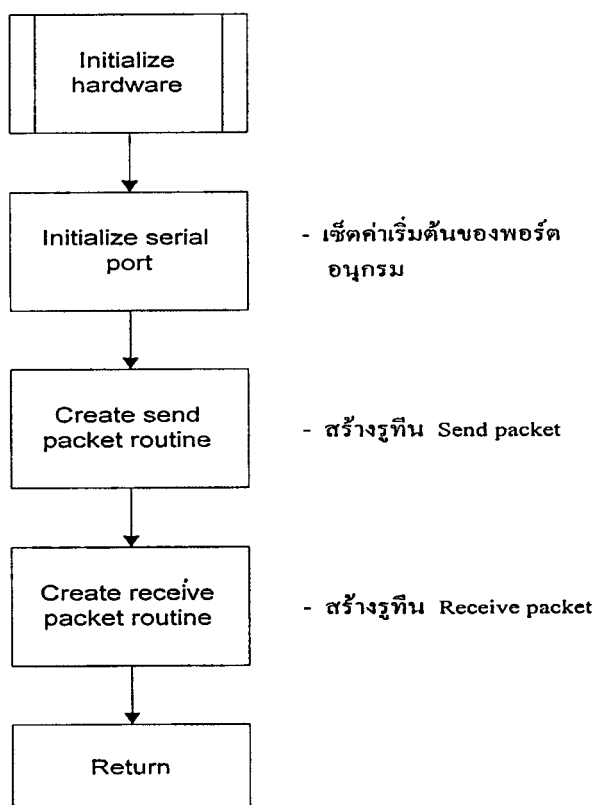 Initialize
hardware
Initialize serial
port
- เซ็ตค่าเริ่มต้นของพอร์ต
อนุกรม
Create send
packet routine
- สร้างรูทีน Send packet
Create receive
packet routine
- สร้างรูทีน Receive packet
Return